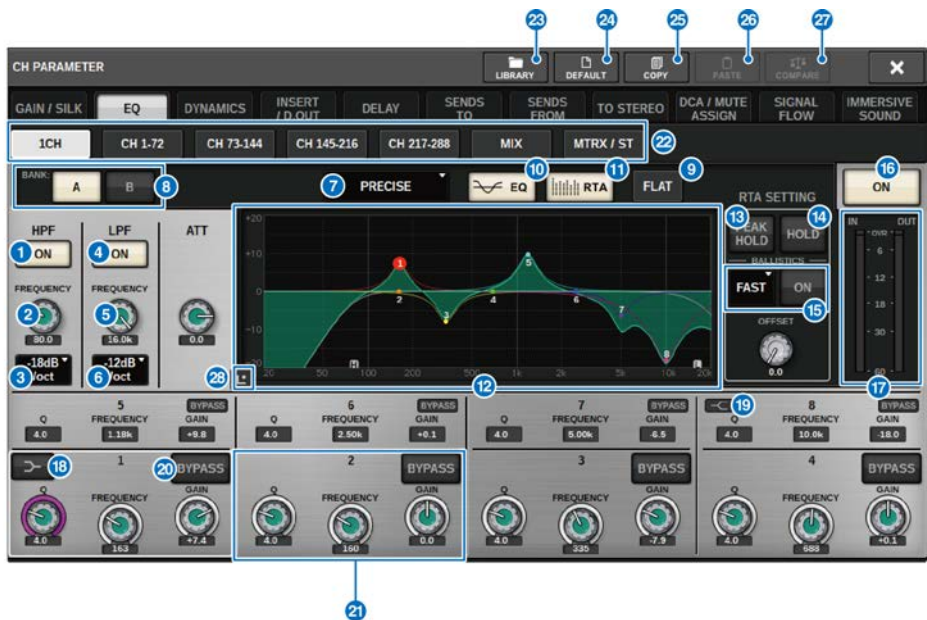 23 24 25 26 27
CH PARAMETER LIBRARY DEFAULT COPY PASTE COMPARE
GAIN / SILK EQ DYNAMICS INSERT / D.OUT DELAY SENDS TO SENDS FROM TO STEREO DCA / MUTE ASSIGN SIGNAL FLOW IMMERSIVE SOUND
1CH CH 1-72 CH 73-144 CH 145-216 CH 217-288 MIX MTRX / ST 22
BANK: A B 8 7 PRECISE 10 EQ 11 RTA 9 FLAT 16 ON
RTA SETTING
HPF LPF ATT
1 ON 4 ON
13 PEAK HOLD 14 HOLD
BALLISTICS
FAST ON 15
OFFSET
0.0
IN OUT
OVR
6
12
18
30
60
17
FREQUENCY FREQUENCY
2 5
80.0 16.0k 0.0
3 -18dB /oct 6 -12dB /oct
+20
+10
0
-10
-20
1 2 3 4 5 6 7 8
H L
20 50 100 200 500 1k 2k 5k 10k 20k
28 12
5 BYPASS 6 BYPASS 7 BYPASS 19 8 BYPASS
Q FREQUENCY GAIN Q FREQUENCY GAIN Q FREQUENCY GAIN Q FREQUENCY GAIN
4.0 1.18k +9.8 4.0 2.50k +0.1 4.0 5.00k -6.5 4.0 10.0k -18.0
18 1 20 BYPASS 2 BYPASS 3 BYPASS 4 BYPASS
Q FREQUENCY GAIN Q FREQUENCY GAIN Q FREQUENCY GAIN Q FREQUENCY GAIN
4.0 163 +7.4 4.0 160 0.0 4.0 335 -7.9 4.0 688 +0.1
21